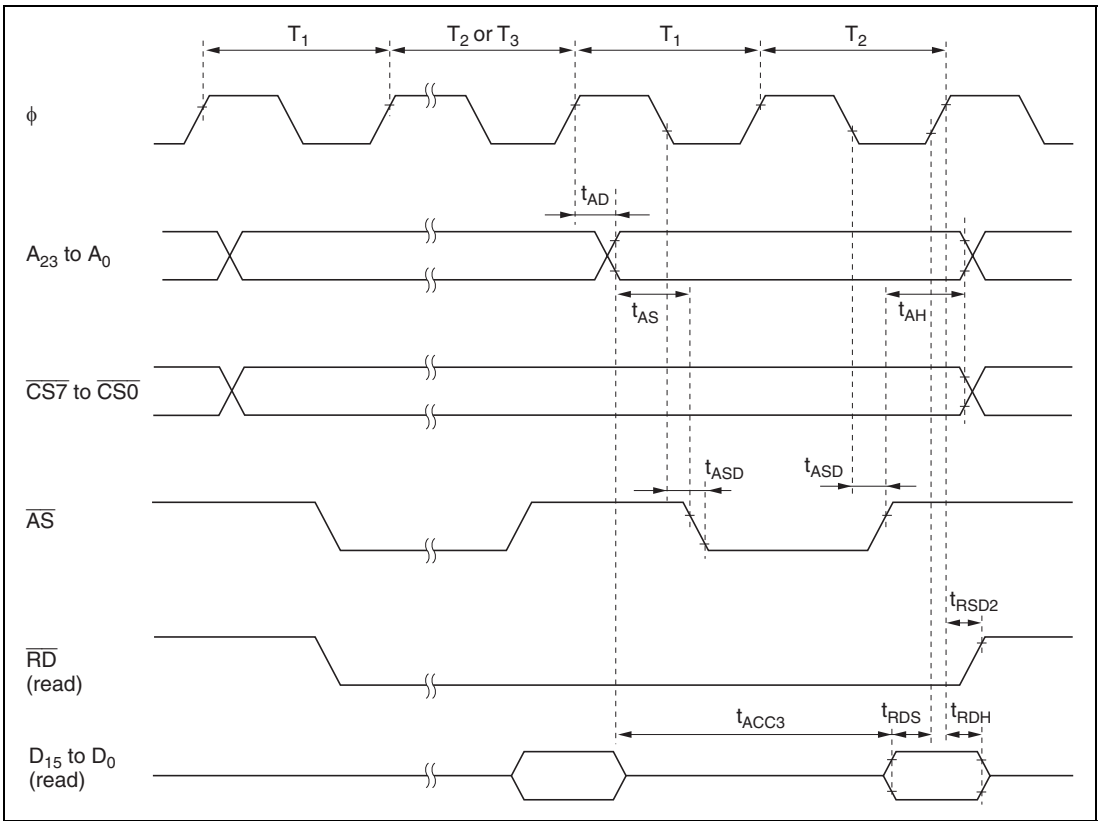 T1 T2 or T3 T1 T2
ϕ
tAD
A23 to A0
tAS tAH
CS7 to CS0
tASD tASD
AS
tRSD2
RD
(read)
tACC3 tRDS tRDH
D15 to D0
(read)